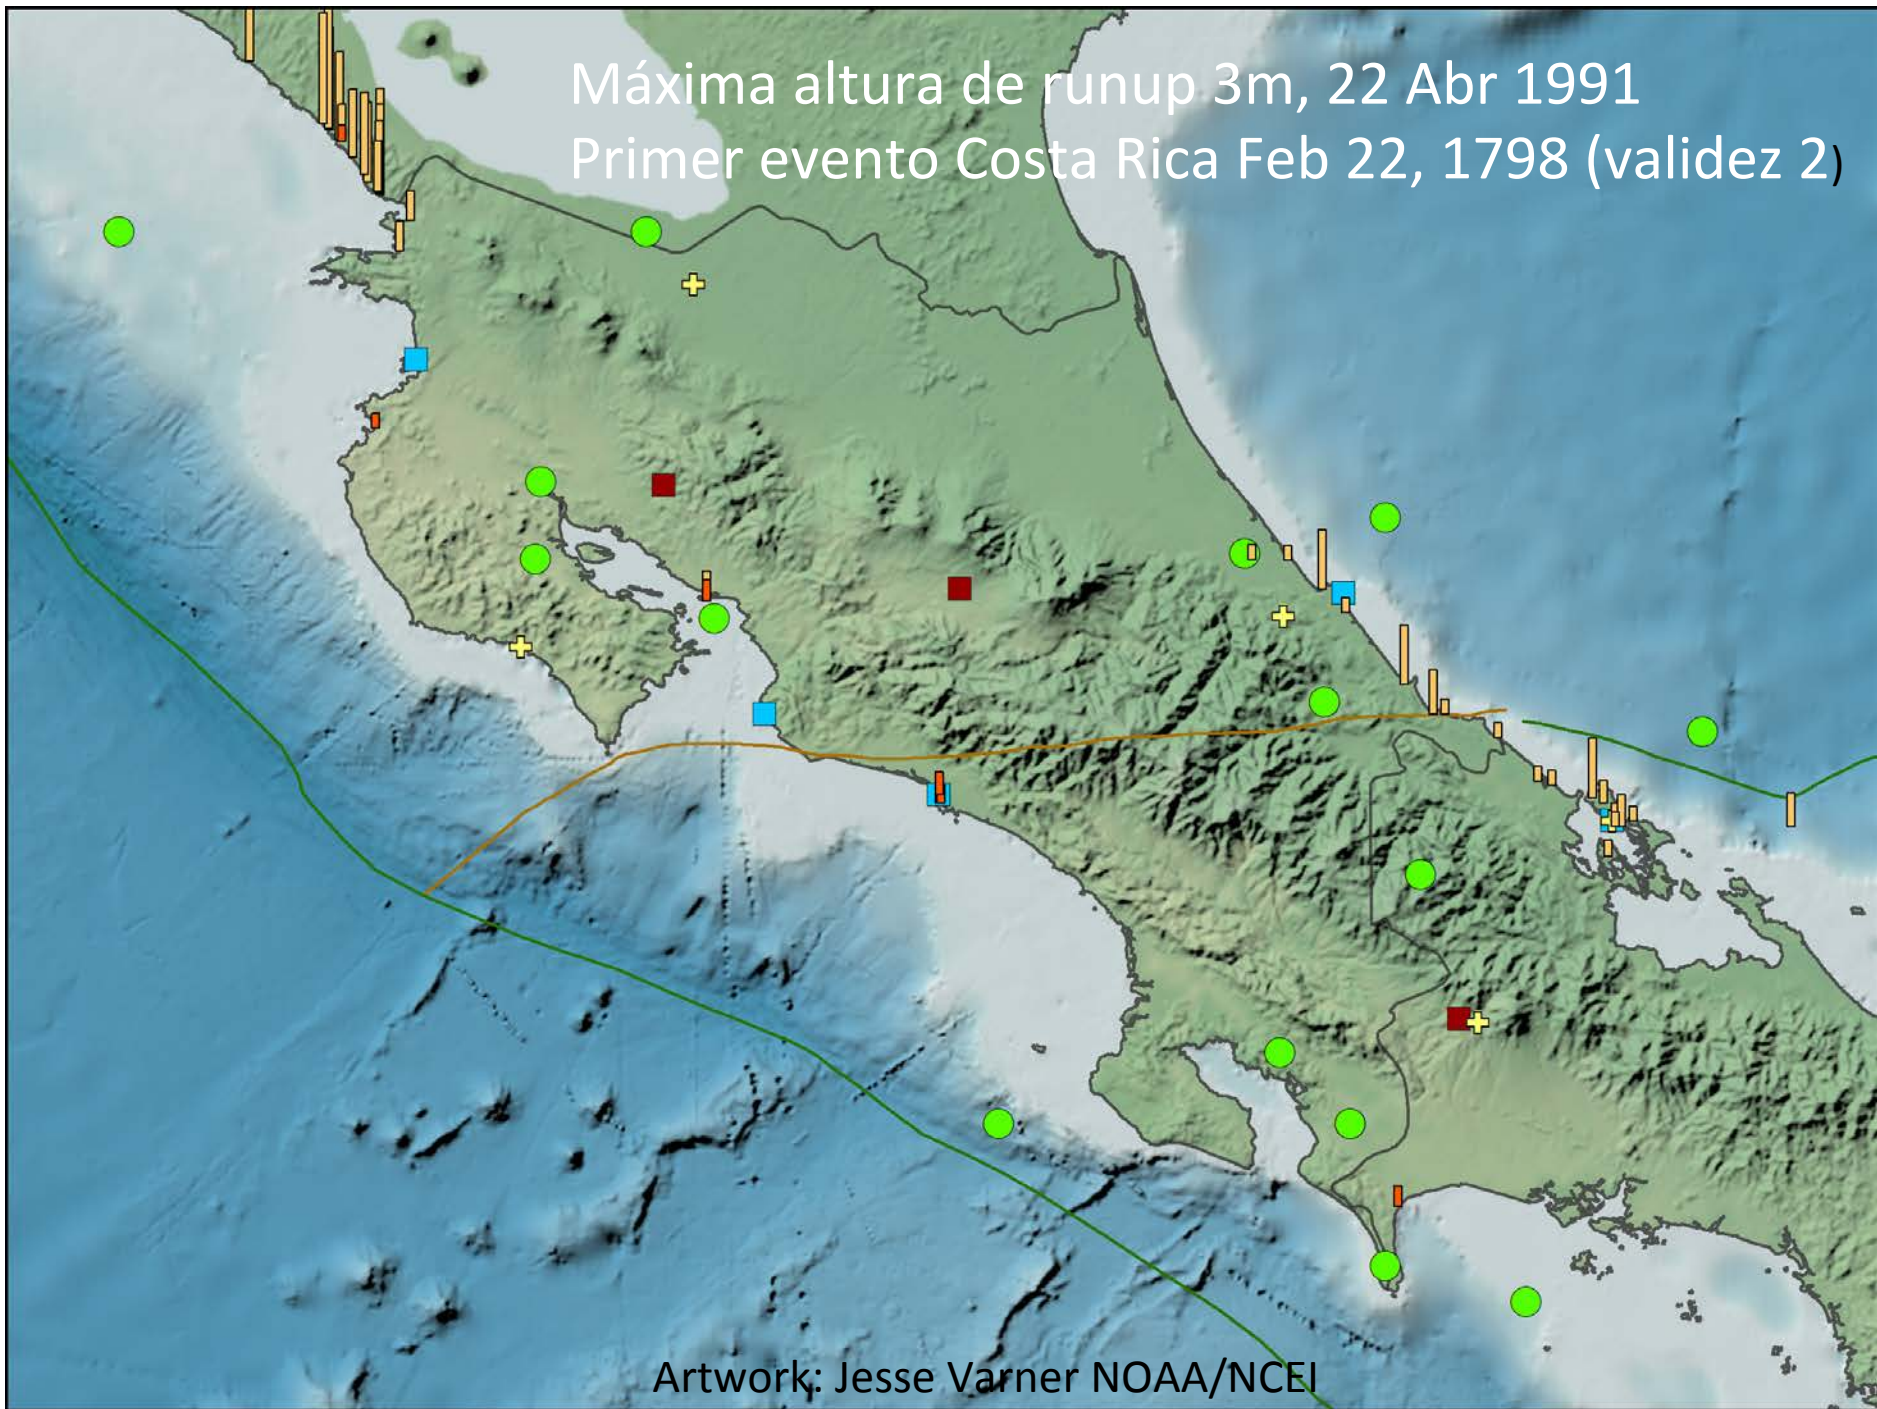 Máxima altura de runup 3m, 22 Abr 1991
Primer evento Costa Rica Feb 22, 1798 (validez 2)
Artwork: Jesse Varner NOAA/NCEI